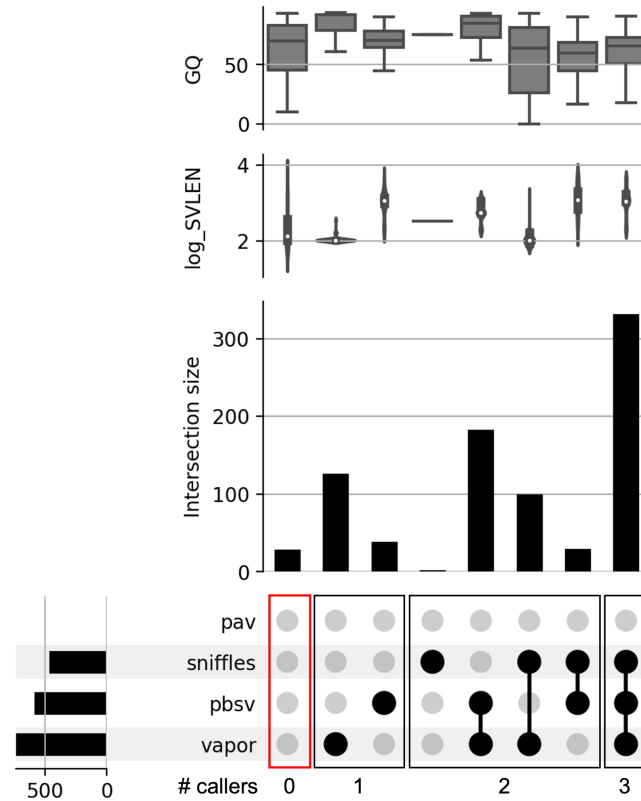 GQ
50
0
log_SVLEN
4
2
Intersection size
300
200
100
0
pav
sniffles
pbsv
vapor
500 0
# callers 0 1 2 3